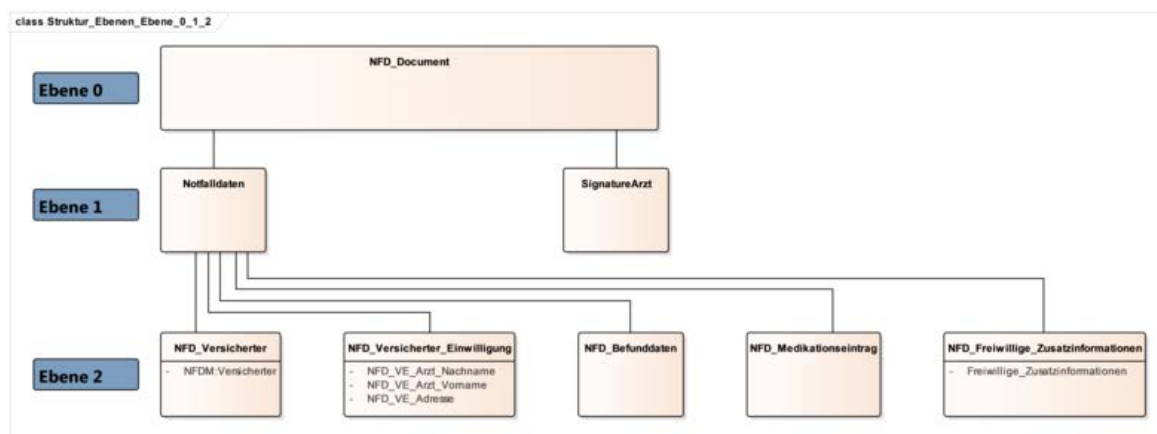 class Struktur_Ebenen_Ebene_0_1_2
Ebene 0
NFD_Document
Ebene 1
Notfalldaten
SignatureArzt
Ebene 2
NFD_Versicherter
- NFDM:Versicherter
NFD_Versicherter_Einwilligung
- NFD_VE_Arzt_Nachname
- NFD_VE_Arzt_Vorname
- NFD_VE_Adresse
NFD_Befunddaten
NFD_Medikationseintrag
NFD_Freiwillige_Zusatzinformationen
- Freiwillige_Zusatzinformationen